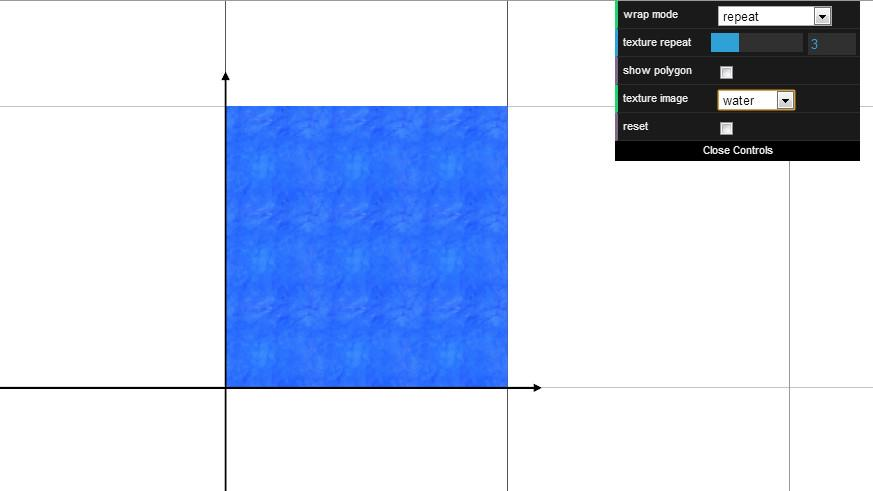 wrap mode repeat
texture repeat 3
show polygon
texture image water
reset
Close Controls